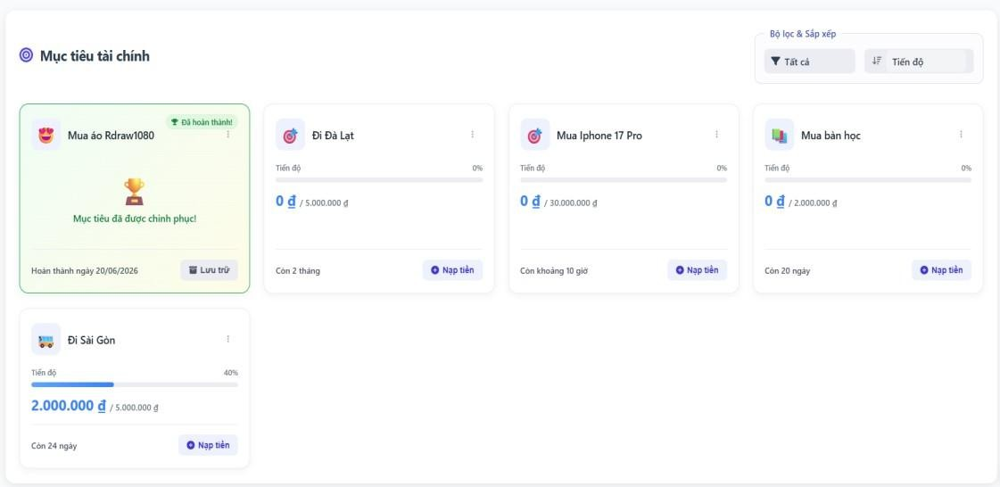 Mục tiêu tài chính
Bộ lọc & Sắp xếp
Tất cả
Tiến độ
Đã hoàn thành!
Mua áo Rdraw1080
Mục tiêu đã được chinh phục!
Hoàn thành ngày 20/06/2026
Lưu trữ
Đi Đà Lạt
Tiến độ 0%
0 ₫ / 5.000.000 ₫
Còn 2 tháng
Nạp tiền
Mua Iphone 17 Pro
Tiến độ 0%
0 ₫ / 30.000.000 ₫
Còn khoảng 10 giờ
Nạp tiền
Mua bàn học
Tiến độ 0%
0 ₫ / 2.000.000 ₫
Còn 20 ngày
Nạp tiền
Đi Sài Gòn
Tiến độ 40%
2.000.000 ₫ / 5.000.000 ₫
Còn 24 ngày
Nạp tiền